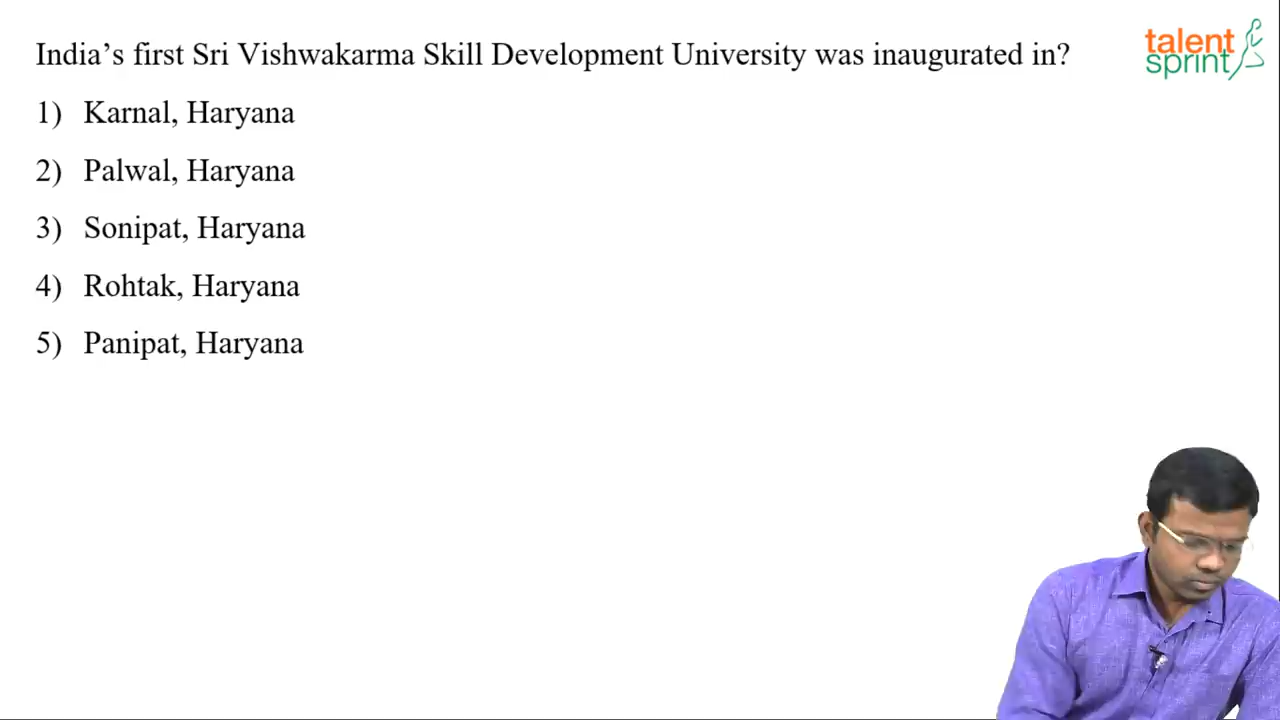 India’s first Sri Vishwakarma Skill Development University was inaugurated in?
talent
sprint
1) Karnal, Haryana
2) Palwal, Haryana
3) Sonipat, Haryana
4) Rohtak, Haryana
5) Panipat, Haryana